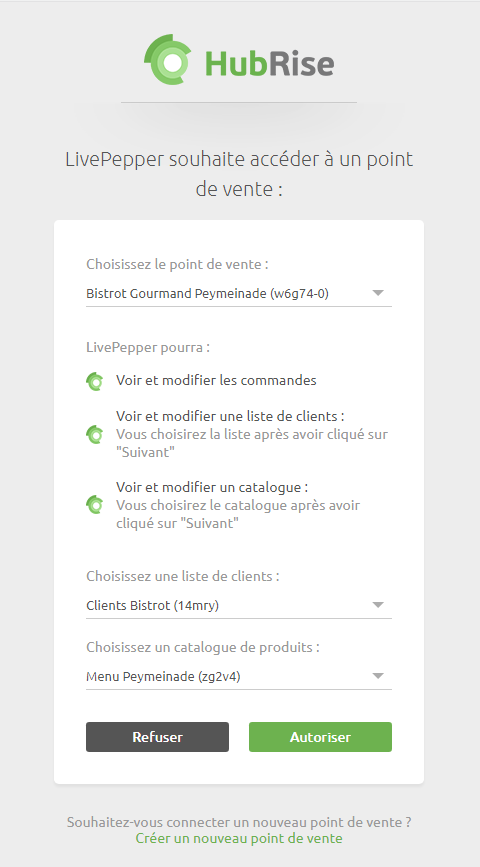 HubRise
LivePepper souhaite accéder à un point
de vente :
Choisissez le point de vente :
Bistrot Gourmand Peymeinade (w6g74-0)
LivePepper pourra :
Voir et modifier les commandes
Voir et modifier une liste de clients :
Vous choisirez la liste après avoir cliqué sur
"Suivant"
Voir et modifier un catalogue :
Vous choisirez le catalogue après avoir
cliqué sur "Suivant"
Choisissez une liste de clients :
Clients Bistrot (14mry)
Choisissez un catalogue de produits :
Menu Peymeinade (zg2v4)
Refuser
Autoriser
Souhaitez-vous connecter un nouveau point de vente ?
Créer un nouveau point de vente